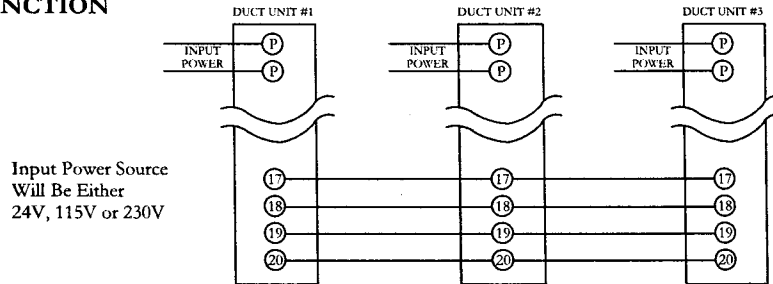 DUCT UNIT #1 DUCT UNIT #2 DUCT UNIT #3
P P P
INPUT POWER INPUT POWER INPUT POWER
P P P
Input Power Source
Will Be Either
24V, 115V or 230V
17 17 17
18 18 18
19 19 19
20 20 20